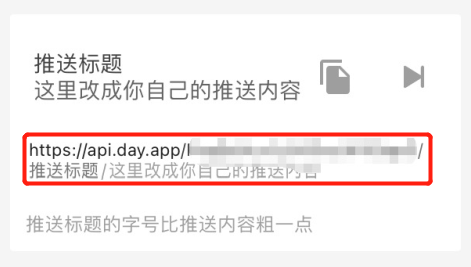 推送标题
这里改成你自己的推送内容
https://api.day.app/
/
推送标题/这里改成你自己的推送内容
推送标题的字号比推送内容粗一点